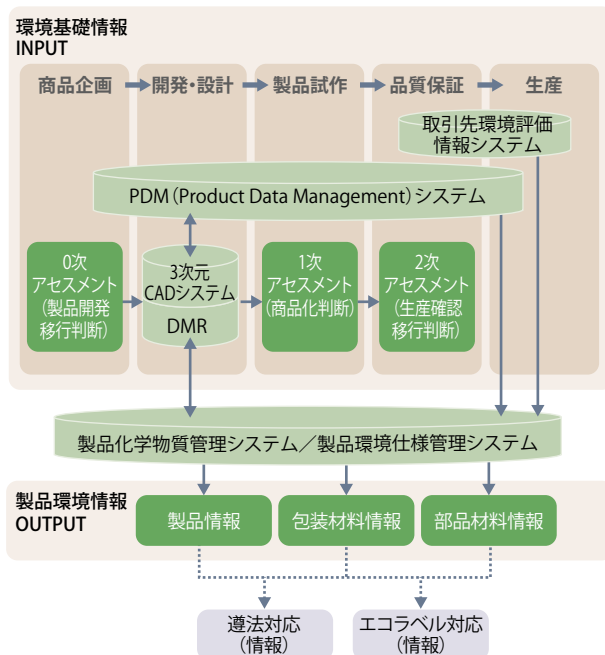 環境基礎情報
INPUT
商品企画
開発・設計
製品試作
品質保証
生産
取引先環境評価
情報システム
PDM（Product Data Management）システム
0次
アセスメント
（製品開発
移行判断）
3次元
CADシステム
DMR
1次
アセスメント
（商品化判断）
2次
アセスメント
（生産確認
移行判断）
製品化学物質管理システム／製品環境仕様管理システム
製品環境情報
OUTPUT
製品情報
包装材料情報
部品材料情報
遵法対応
（情報）
エコラベル対応
（情報）